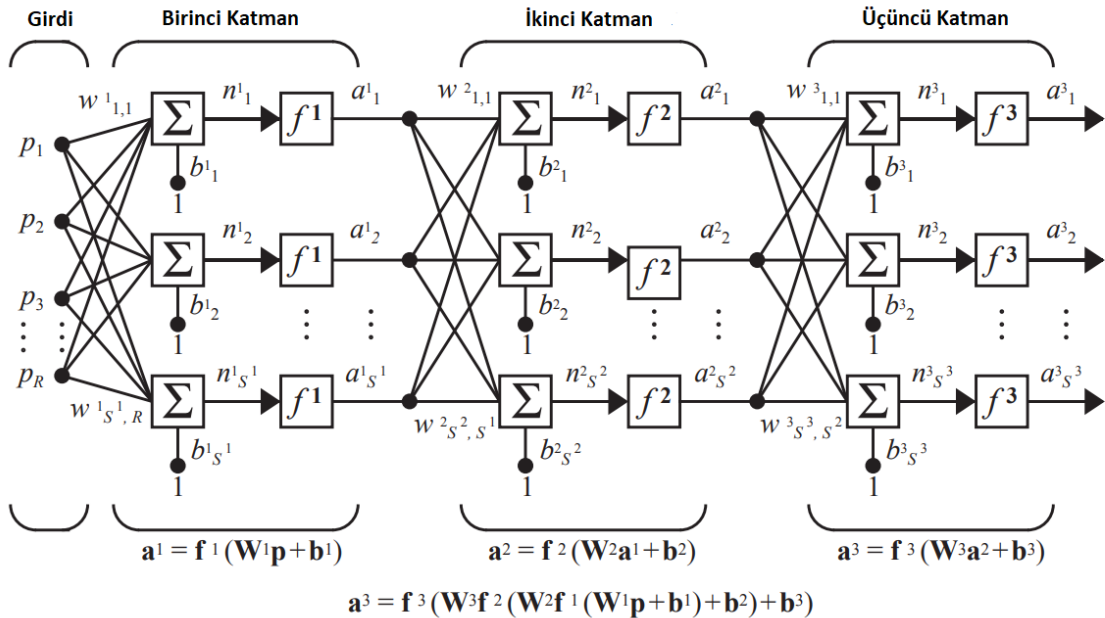 Girdi Birinci Katman İkinci Katman Üçüncü Katman
w¹₁,₁ n¹₁ a¹₁ w²₁,₁ n²₁ a²₁ w³₁,₁ n³₁ a³₁
Σ f¹ Σ f² Σ f³
p₁
b¹₁ b²₁ b³₁
1 1 1
p₂ n¹₂ a¹₂ n²₂ a²₂ n³₂ a³₂
Σ f¹ Σ f² Σ f³
p₃
b¹₂ b²₂ b³₂
1 1 1
p_R n¹_S¹ a¹_S¹ n²_S² a²_S² n³_S³ a³_S³
Σ f¹ Σ f² Σ f³
w¹_S¹,R w²_S²,S¹ w³_S³,S²
b¹_S¹ b²_S² b³_S³
1 1 1
a¹ = f¹(W¹p+b¹) a² = f²(W²a¹+b²) a³ = f³(W³a²+b³)
a³ = f³(W³f²(W²f¹(W¹p+b¹)+b²)+b³)